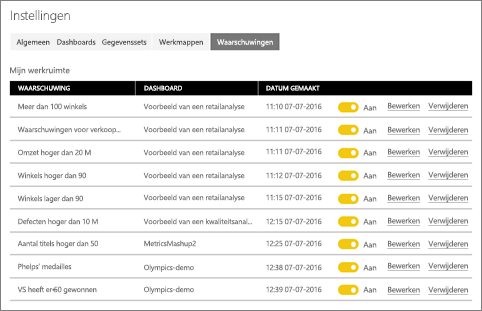 Instellingen
Algemeen Dashboards Gegevenssets Werkmappen Waarschuwingen
Mijn werkruimte
WAARSCHUWING DASHBOARD DATUM GEMAAKT
Meer dan 100 winkels Voorbeeld van een retailanalyse 11:10 07-07-2016 Aan Bewerken Verwijderen
Waarschuwingen voor verkoop... Voorbeeld van een retailanalyse 11:11 07-07-2016 Aan Bewerken Verwijderen
Omzet hoger dan 20 M Voorbeeld van een retailanalyse 11:11 07-07-2016 Aan Bewerken Verwijderen
Winkels hoger dan 90 Voorbeeld van een retailanalyse 11:12 07-07-2016 Aan Bewerken Verwijderen
Winkels lager dan 90 Voorbeeld van een retailanalyse 11:15 07-07-2016 Aan Bewerken Verwijderen
Defecten hoger dan 10 M Voorbeeld van een kwaliteitsanal... 12:15 07-07-2016 Aan Bewerken Verwijderen
Aantal titels hoger dan 50 MetricsMashup2 12:25 07-07-2016 Aan Bewerken Verwijderen
Phelps' medailles Olympics-demo 12:38 07-07-2016 Aan Bewerken Verwijderen
VS heeft er 60 gewonnen Olympics-demo 12:39 07-07-2016 Aan Bewerken Verwijderen